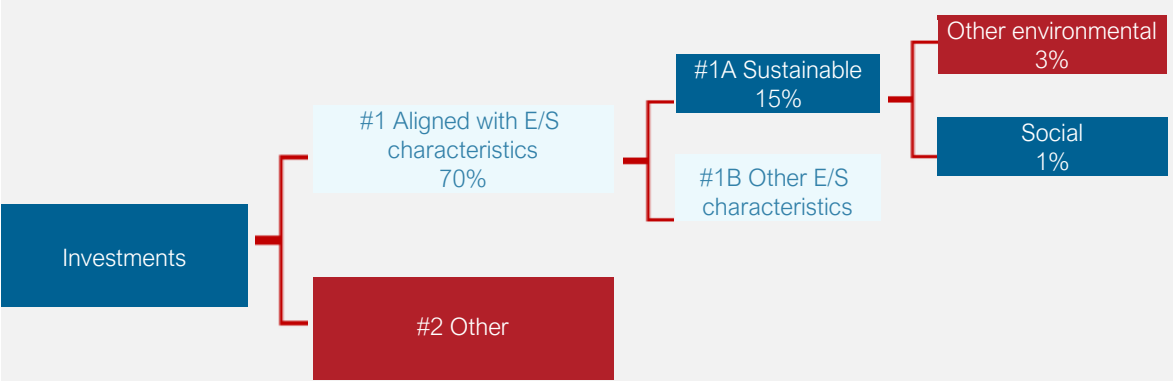 Investments
#1 Aligned with E/S
characteristics
70%
#2 Other
#1A Sustainable
15%
#1B Other E/S
characteristics
Other environmental
3%
Social
1%